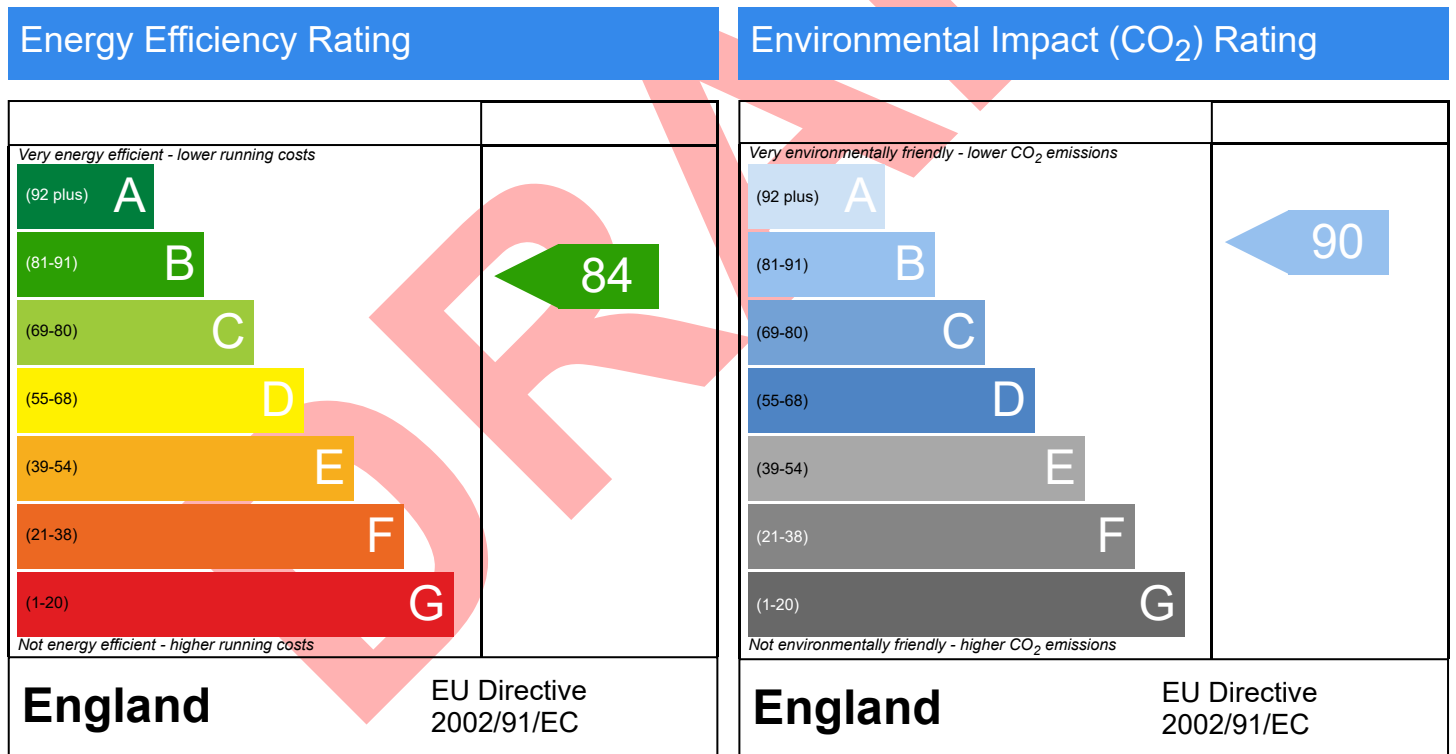 Energy Efficiency Rating
Very energy efficient - lower running costs
(92 plus) A
(81-91) B
(69-80) C
(55-68) D
(39-54) E
(21-38) F
(1-20) G
Not energy efficient - higher running costs
84
England
EU Directive
2002/91/EC
Environmental Impact (CO₂) Rating
Very environmentally friendly - lower CO₂ emissions
(92 plus) A
(81-91) B
(69-80) C
(55-68) D
(39-54) E
(21-38) F
(1-20) G
Not environmentally friendly - higher CO₂ emissions
90
England
EU Directive
2002/91/EC
DRA